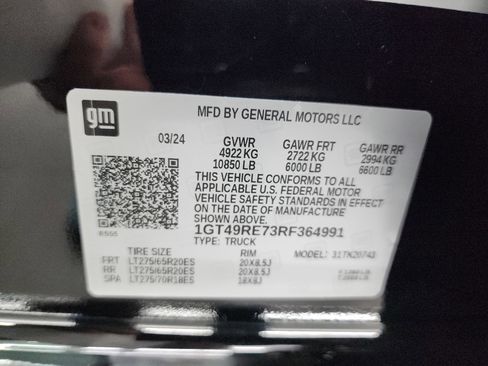 gm
MFD BY GENERAL MOTORS LLC
03/24 GVWR GAWR FRT GAWR RR
4922 KG 2722 KG 2994 KG
10850 LB 6000 LB 6600 LB
THIS VEHICLE CONFORMS TO ALL
APPLICABLE U.S. FEDERAL MOTOR
VEHICLE SAFETY STANDARDS IN EFFECT
ON THE DATE OF MANUFACTURE
SHOWN ABOVE.
1GT49RE73RF364991
TYPE: TRUCK MODEL: 31TK20743
TIRE SIZE RIM
FRT LT275/65R20ES 20X8.5J
RR LT275/65R20ES 20X8.5J
SPA LT275/70R18ES 18X8J